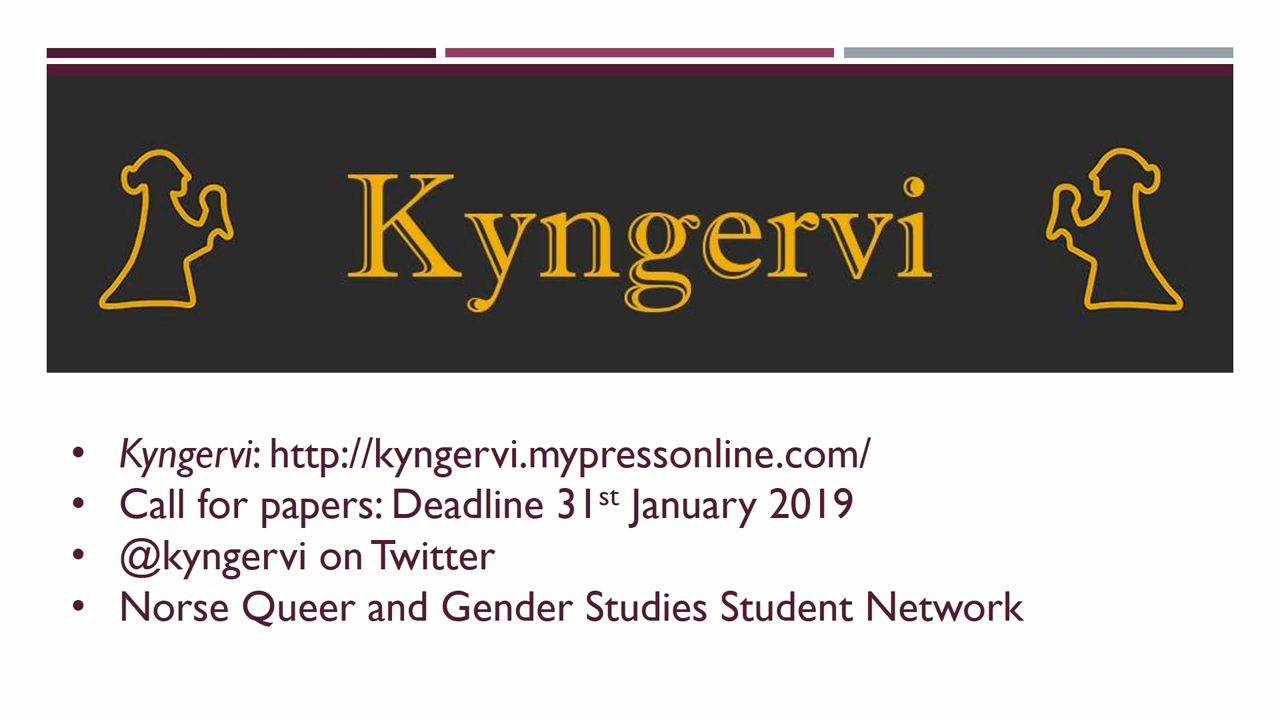 Kyngervi
• Kyngervi: http://kyngervi.mypressonline.com/
• Call for papers: Deadline 31st January 2019
• @kyngervi on Twitter
• Norse Queer and Gender Studies Student Network